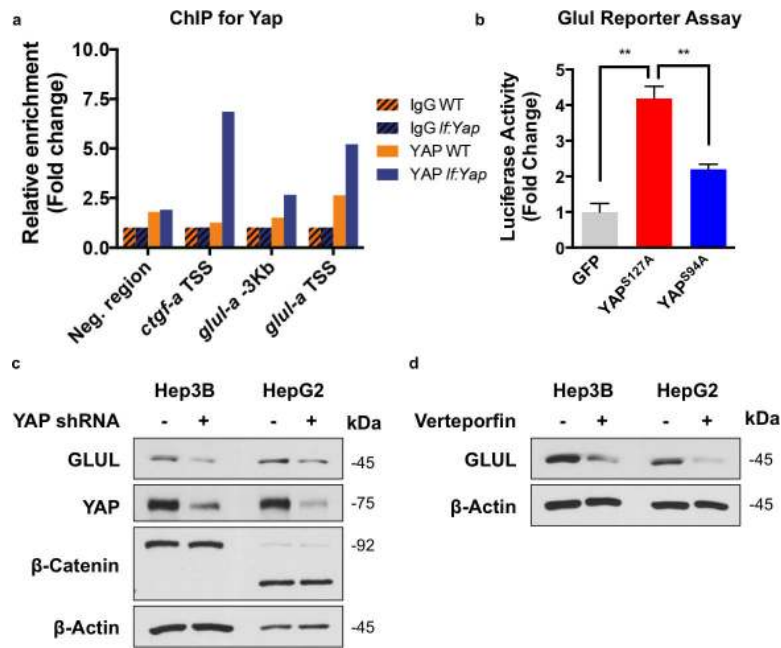 a
ChIP for Yap
Relative enrichment
(Fold change)
10.0
7.5
5.0
2.5
0.0
Neg. region
ctgf-a TSS
glul-a -3Kb
glul-a TSS
IgG WT
IgG lf:Yap
YAP WT
YAP lf:Yap
b
Glul Reporter Assay
Luciferase Activity
(Fold Change)
5
4
3
2
1
0
** **
GFP
YAPS127A
YAPS94A
c
Hep3B HepG2
YAP shRNA - + - + kDa
GLUL -45
YAP -75
β-Catenin -92
β-Actin -45
d
Hep3B HepG2
Verteporfin - + - + kDa
GLUL -45
β-Actin -45